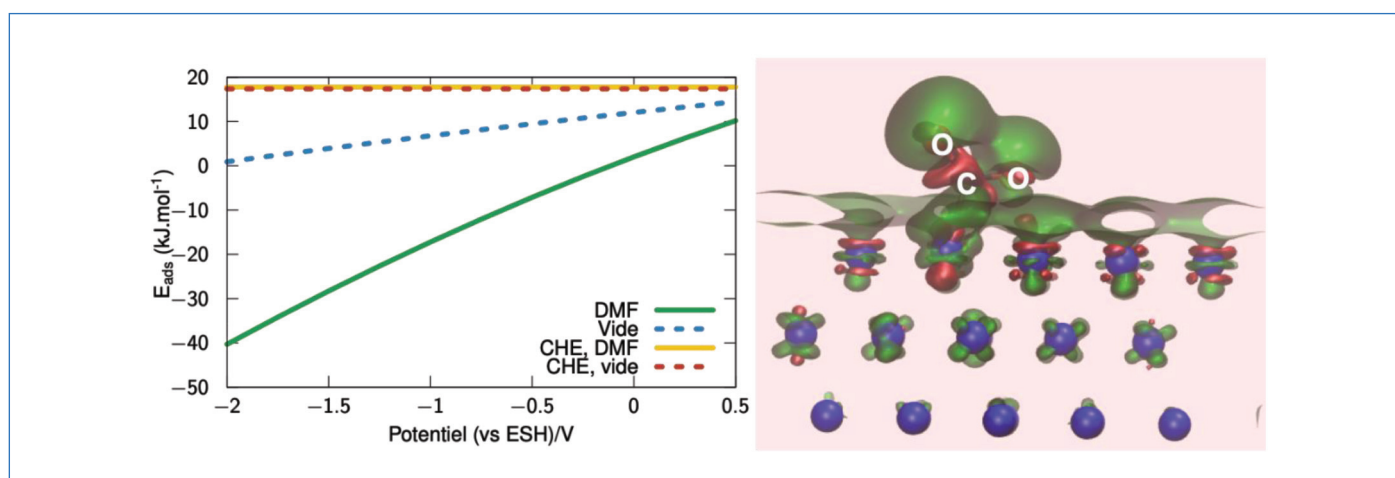 20
10
0
−10
−20
−30
−40
−50
E_ads (kJ.mol⁻¹)
DMF
Vide
CHE, DMF
CHE, vide
−2
−1.5
−1
−0.5
0
0.5
Potentiel (vs ESH)/V
O
C
O